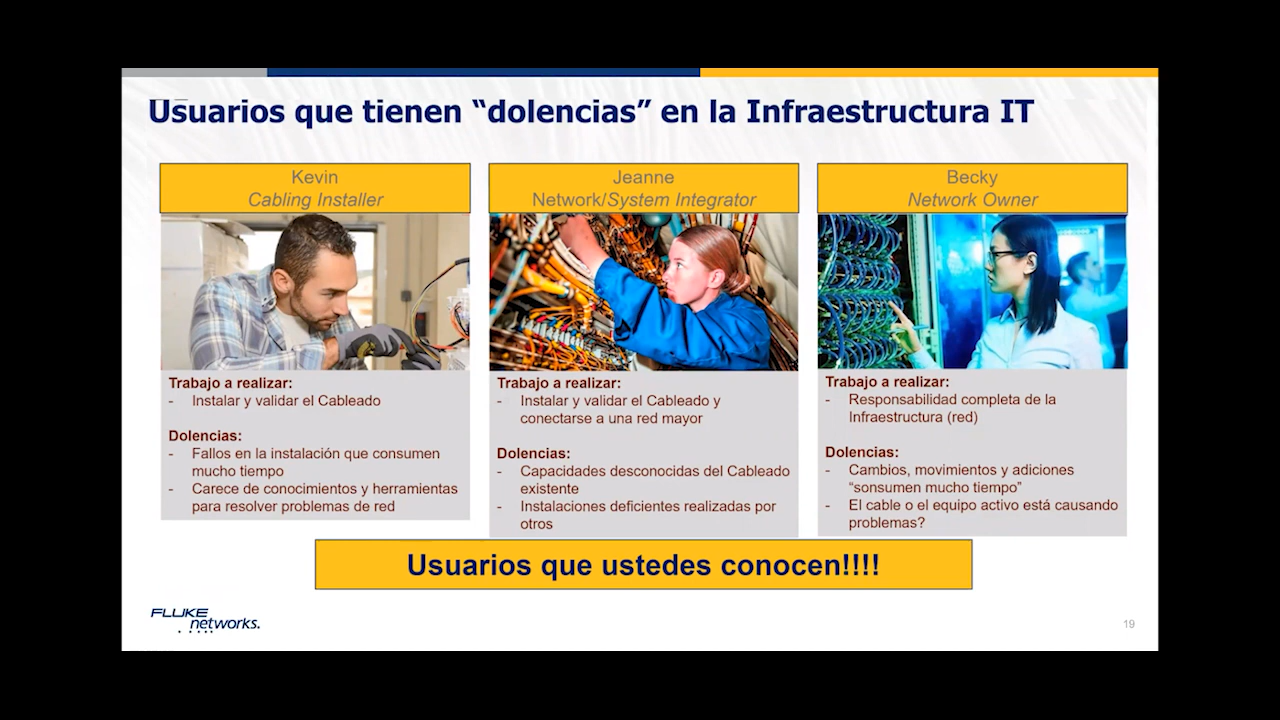 Usuarios que tienen “dolencias” en la Infraestructura IT
Kevin
Cabling Installer
Trabajo a realizar:
- Instalar y validar el Cableado
Dolencias:
- Fallos en la instalación que consumen
mucho tiempo
- Carece de conocimientos y herramientas
para resolver problemas de red
Jeanne
Network/System Integrator
Trabajo a realizar:
- Instalar y validar el Cableado y
conectarse a una red mayor
Dolencias:
- Capacidades desconocidas del Cableado
existente
- Instalaciones deficientes realizadas por
otros
Becky
Network Owner
Trabajo a realizar:
- Responsabilidad completa de la
Infraestructura (red)
Dolencias:
- Cambios, movimientos y adiciones
“sonsumen mucho tiempo”
- El cable o el equipo activo está causando
problemas?
Usuarios que ustedes conocen!!!!
FLUKE
networks.
19